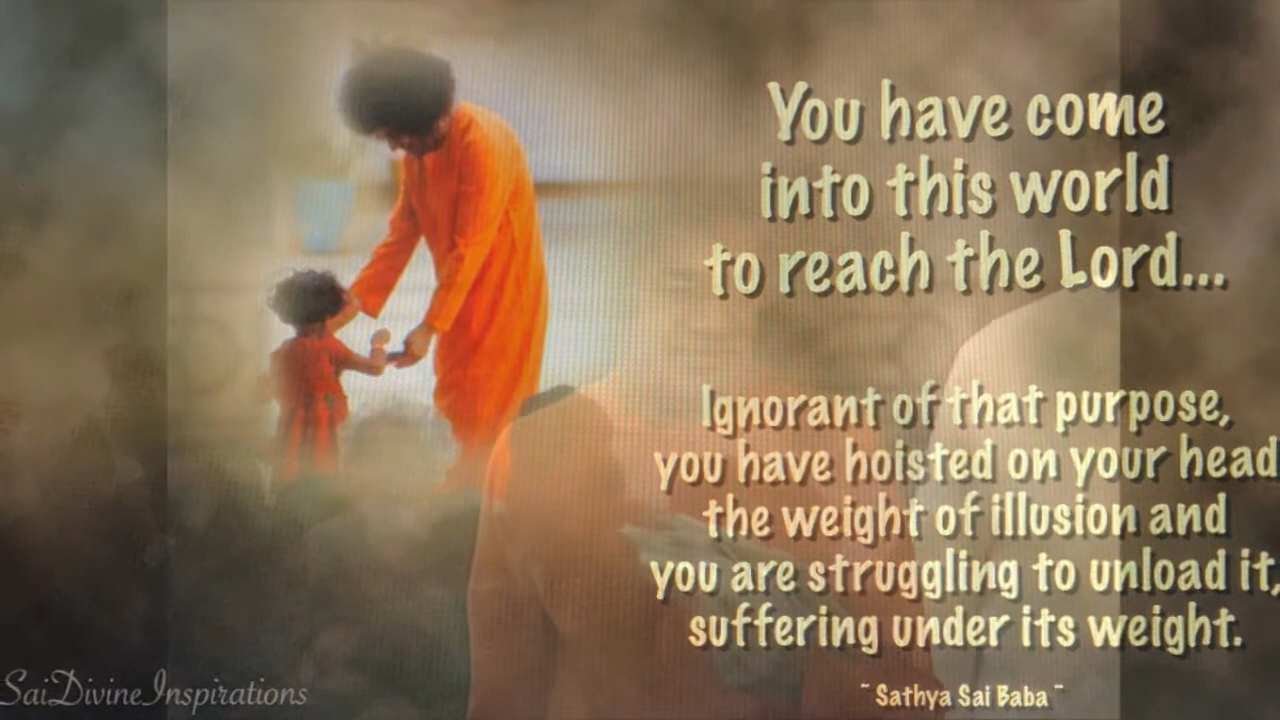 You have come
into this world
to reach the Lord...
Ignorant of that purpose,
you have hoisted on your head
the weight of illusion and
you are struggling to unload it,
suffering under its weight.
~ Sathya Sai Baba ~
SaiDivineInspirations